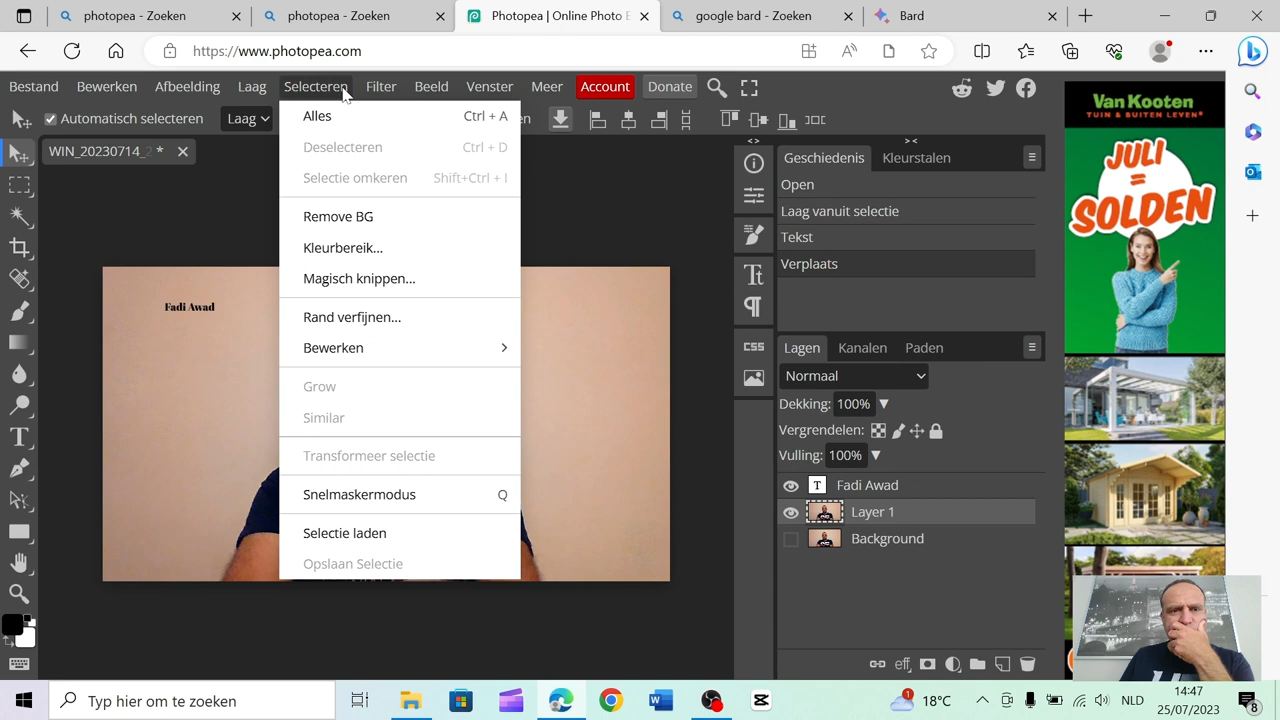 photopea - Zoeken
photopea - Zoeken
Photopea | Online Photo E
google bard - Zoeken
Bard
https://www.photopea.com
Bestand Bewerken Afbeelding Laag Selecteren Filter Beeld Venster Meer Account Donate
Automatisch selecteren Laag en
WIN_20230714_2 *
Alles Ctrl + A
Deselecteren Ctrl + D
Selectie omkeren Shift+Ctrl + I
Remove BG
Kleurbereik...
Magisch knippen...
Rand verfijnen...
Bewerken
Grow
Similar
Transformeer selectie
Snelmaskermodus Q
Selectie laden
Opslaan Selectie
Fadi Awad
Geschiedenis Kleurstalen
Open
Laag vanuit selectie
Tekst
Verplaats
CSS
Lagen Kanalen Paden
Normaal
Dekking: 100%
Vergrendelen:
Vulling: 100%
T Fadi Awad
Layer 1
Background
eff
Van Kooten
TUIN & BUITEN LEVEN
JULI
=
SOLDEN
Typ hier om te zoeken
1
18°C
NLD
14:47
25/07/2023
8